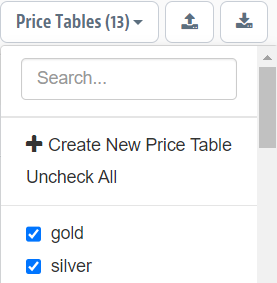 Price Tables (13)
Search...
Create New Price Table
Uncheck All
gold
silver